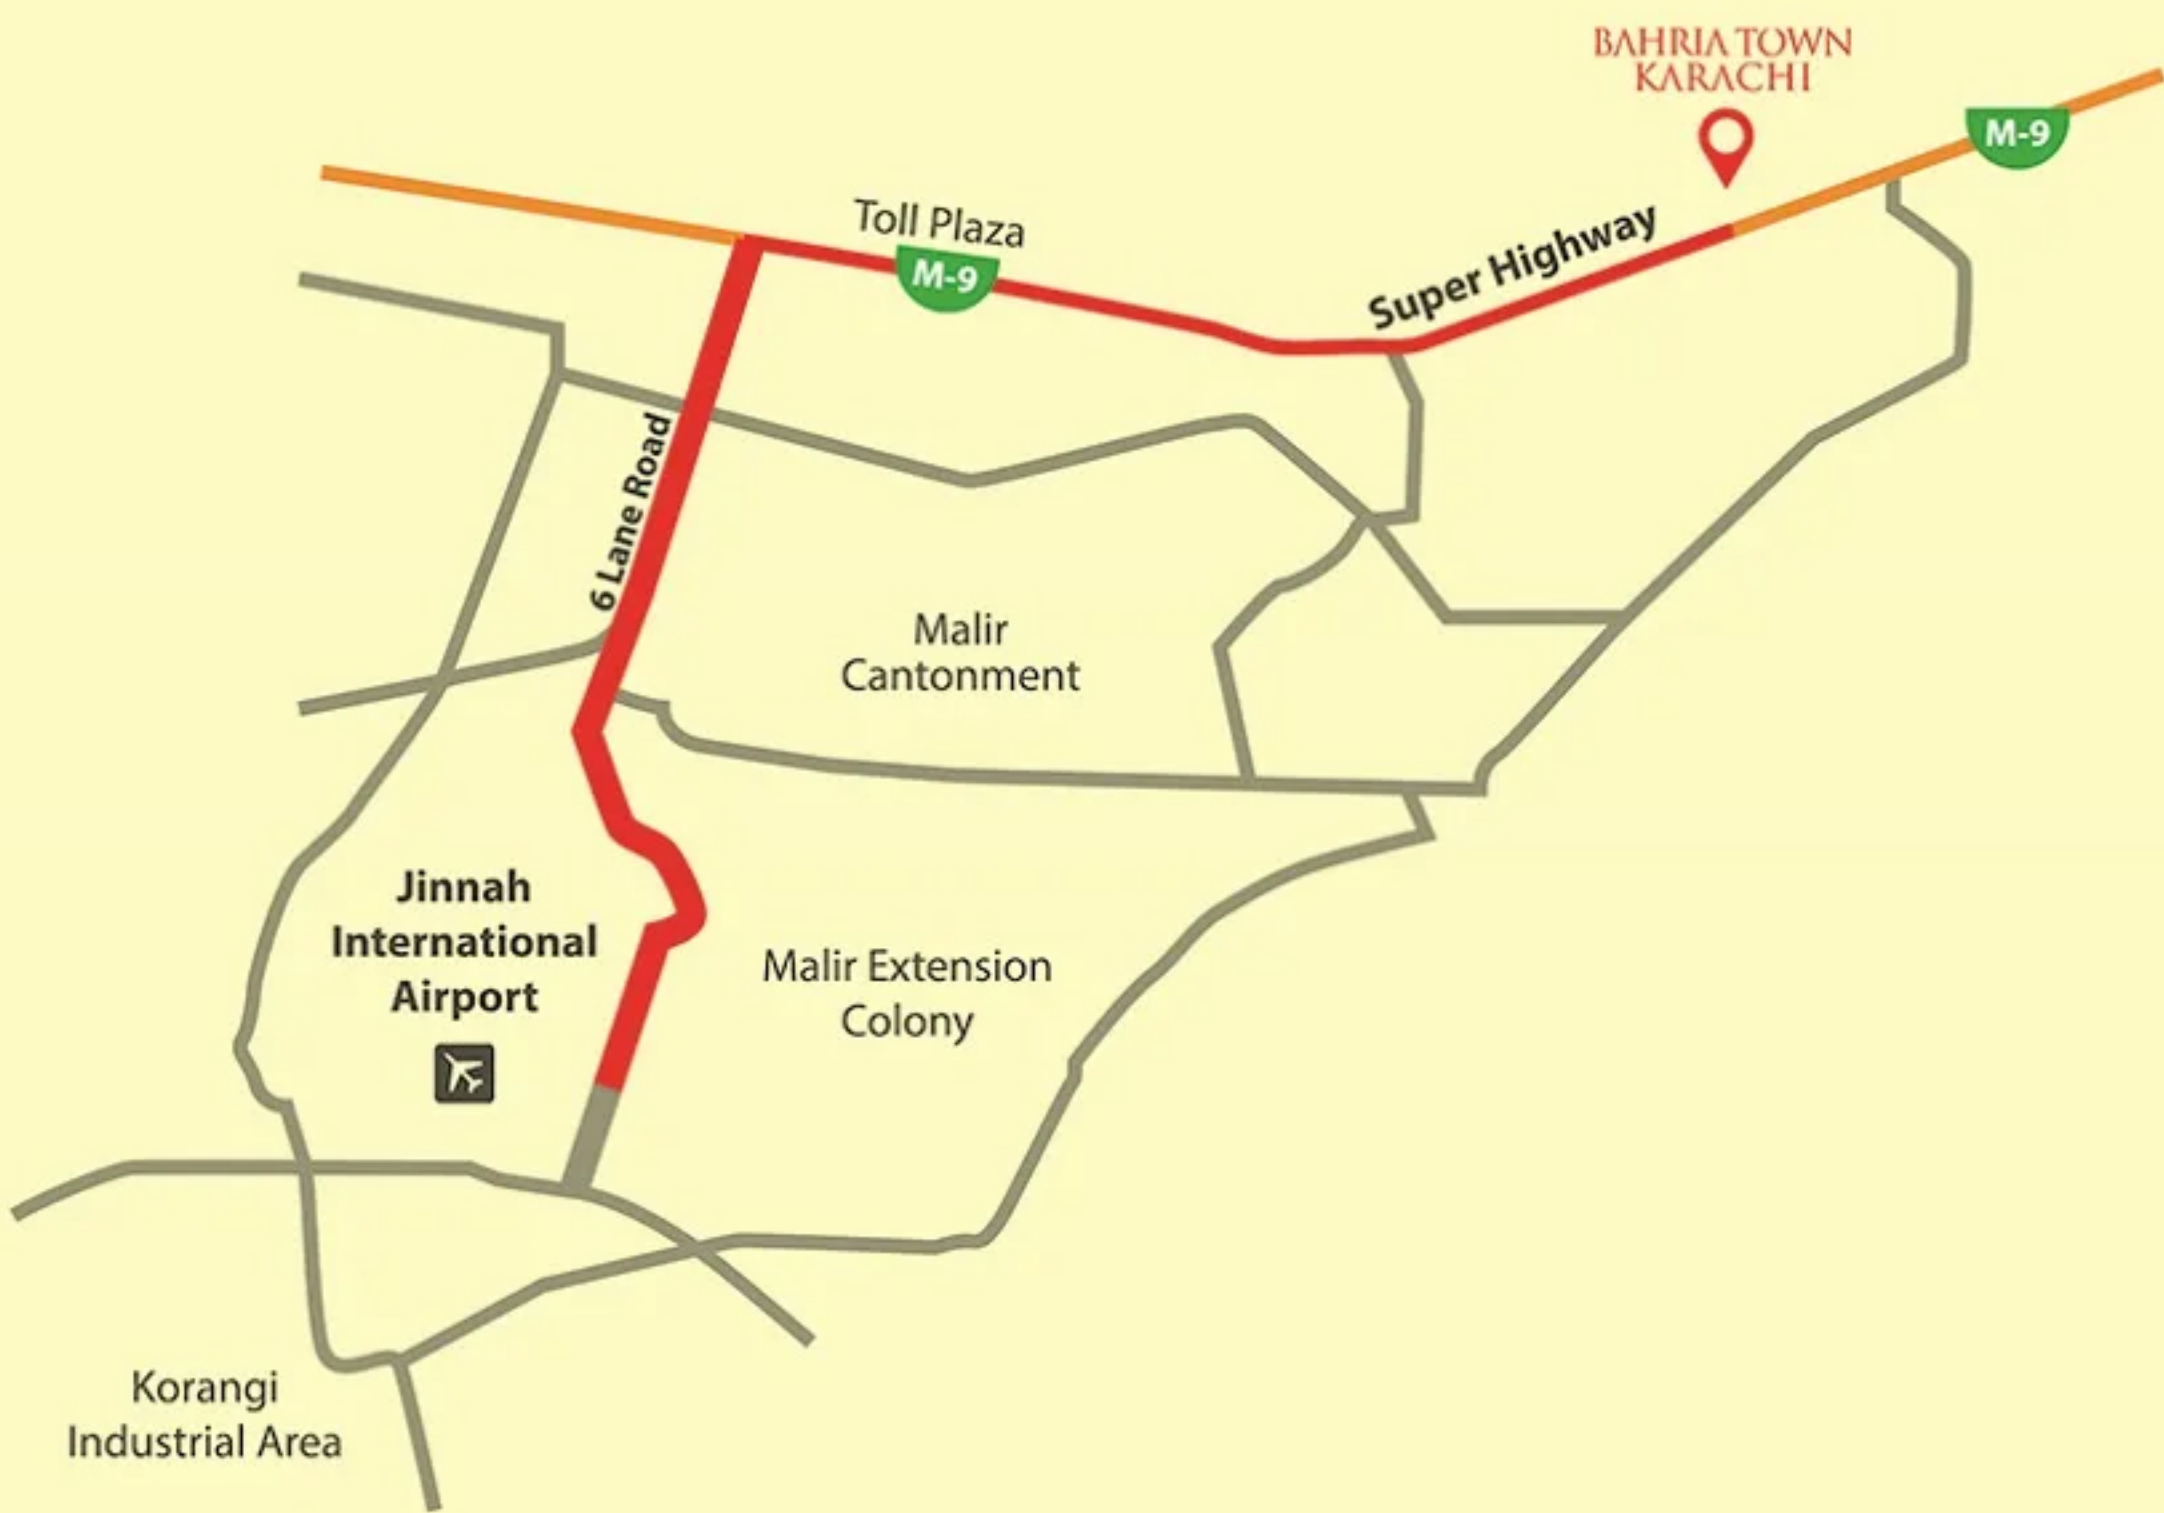 BAHRIA TOWN
KARACHI
M-9
Toll Plaza
M-9
Super Highway
6 Lane Road
Malir
Cantonment
Jinnah
International
Airport
Malir Extension
Colony
Korangi
Industrial Area